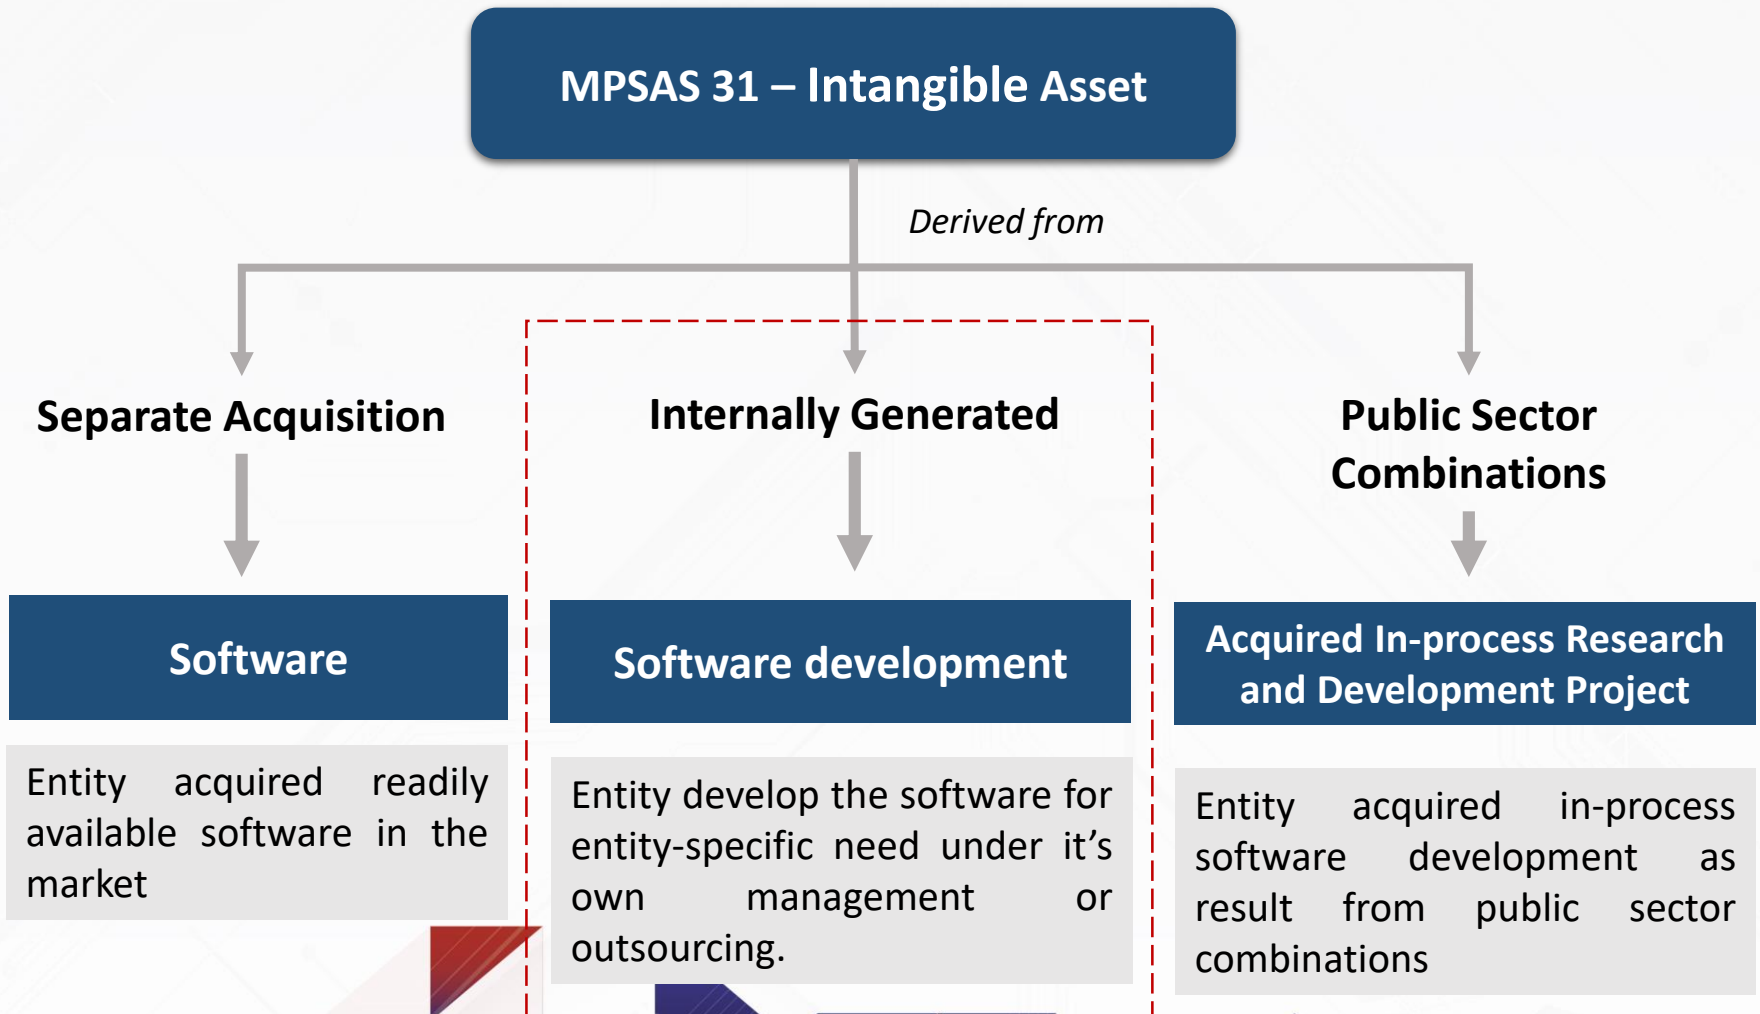 MPSAS 31 – Intangible Asset
Derived from
Separate Acquisition
Internally Generated
Public Sector
Combinations
Software
Software development
Acquired In-process Research
and Development Project
Entity acquired readily
available software in the
market
Entity develop the software for
entity-specific need under it's
own management or
outsourcing.
Entity acquired in-process
software development as
result from public sector
combinations